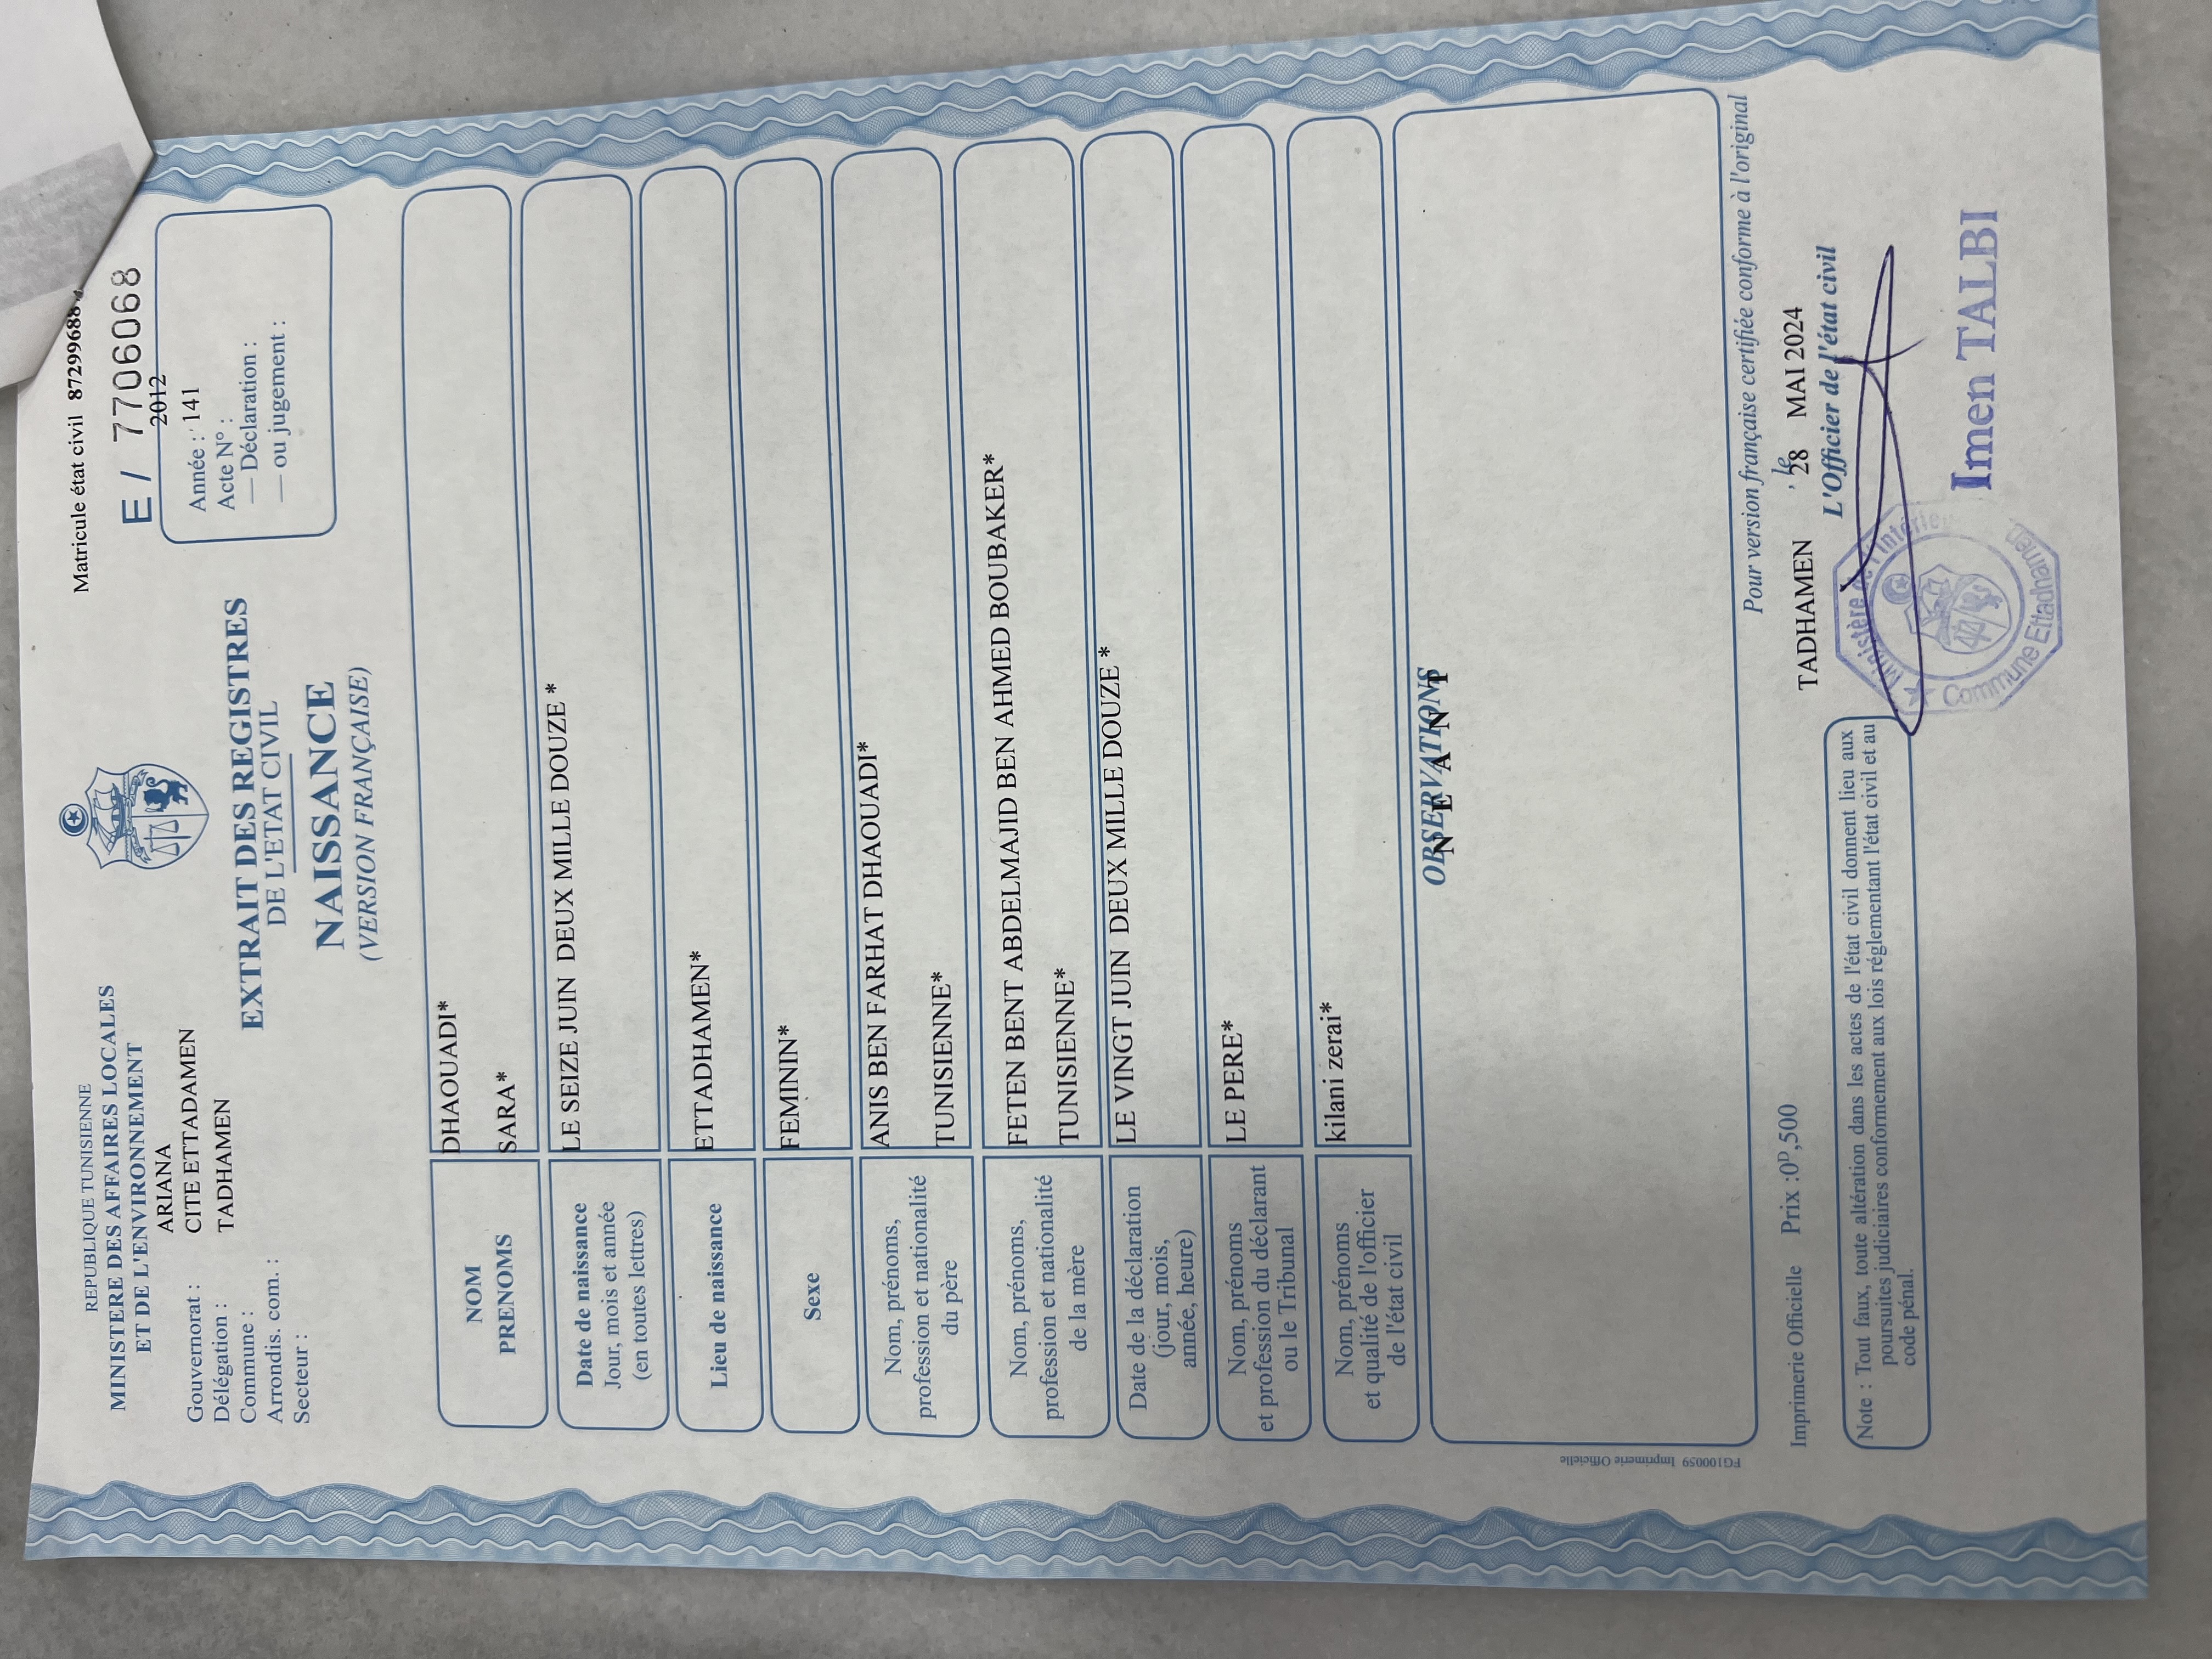 Matricule état civil 87299688
REPUBLIQUE TUNISIENNE
MINISTERE DES AFFAIRES LOCALES
ET DE L'ENVIRONNEMENT
E / 7706068
ARIANA
Gouvernorat : CITE ETTADAMEN
Délégation : TADHAMEN
Commune :
Arrondis. com. :
Secteur :
EXTRAIT DES REGISTRES
DE L'ETAT CIVIL
NAISSANCE
(VERSION FRANÇAISE)
2012
Année : 141
Acte N° :
— Déclaration :
— ou jugement :
NOM DHAOUADI*
PRENOMS SARA*
Date de naissance
Jour, mois et année
(en toutes lettres)
LE SEIZE JUIN DEUX MILLE DOUZE *
Lieu de naissance ETTADHAMEN*
Sexe FEMININ*
Nom, prénoms,
profession et nationalité
du père
ANIS BEN FARHAT DHAOUADI*
TUNISIENNE*
Nom, prénoms,
profession et nationalité
de la mère
FETEN BENT ABDELMAJID BEN AHMED BOUBAKER*
TUNISIENNE*
Date de la déclaration
(jour, mois,
année, heure)
LE VINGT JUIN DEUX MILLE DOUZE *
Nom, prénoms
et profession du déclarant
ou le Tribunal
LE PERE*
Nom, prénoms
et qualité de l'officier
de l'état civil
kilani zerai*
OBSERVATIONS
N E A N T
FG100059 Imprimerie Officielle
Pour version française certifiée conforme à l'original
Imprimerie Officielle Prix :0D,500
TADHAMEN, le 28 MAI 2024
L'Officier de l'état civil
Note : Tout faux, toute altération dans les actes de l'état civil donnent lieu aux
poursuites judiciaires conformement aux lois réglementant l'état civil et au
code pénal.
Ministère de l'Intérie
Commune Ettadhamen
Imen TALBI